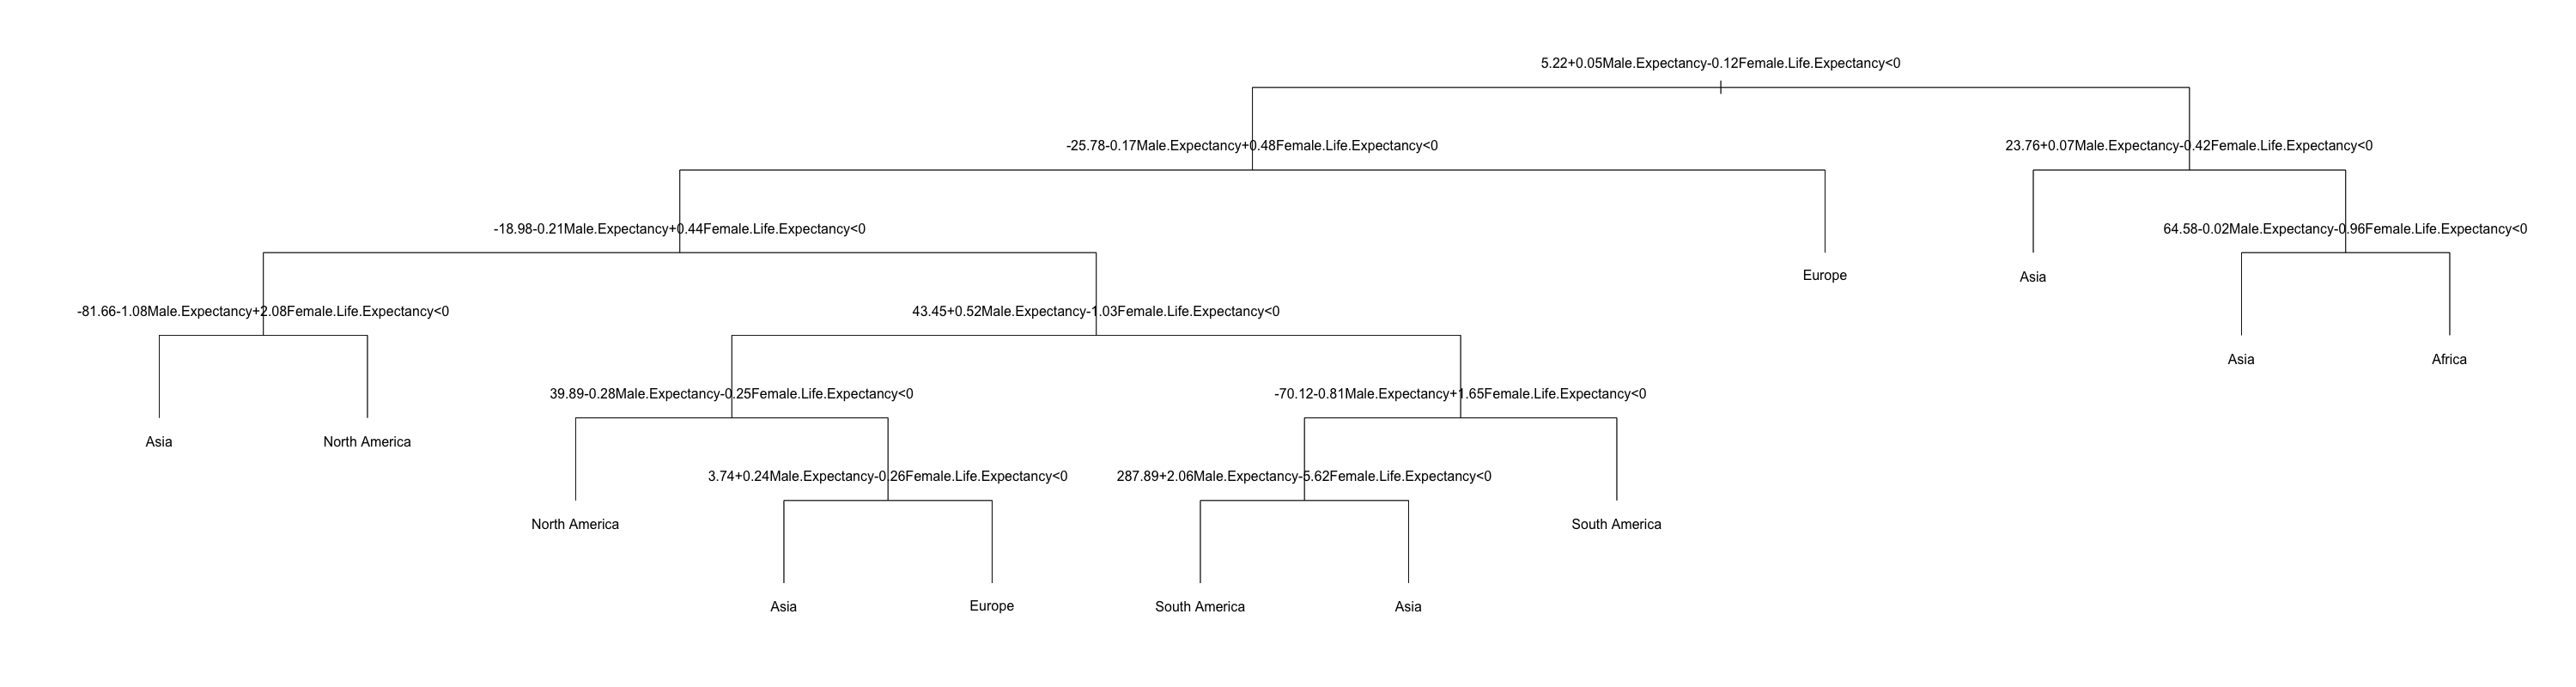 5.22+0.05Male.Expectancy-0.12Female.Life.Expectancy<0
-25.78-0.17Male.Expectancy+0.48Female.Life.Expectancy<0
23.76+0.07Male.Expectancy-0.42Female.Life.Expectancy<0
-18.98-0.21Male.Expectancy+0.44Female.Life.Expectancy<0
64.58-0.02Male.Expectancy-0.96Female.Life.Expectancy<0
Europe
Asia
-81.66-1.08Male.Expectancy+2.08Female.Life.Expectancy<0
43.45+0.52Male.Expectancy-1.03Female.Life.Expectancy<0
Asia
Africa
39.89-0.28Male.Expectancy-0.25Female.Life.Expectancy<0
-70.12-0.81Male.Expectancy+1.65Female.Life.Expectancy<0
Asia
North America
3.74+0.24Male.Expectancy-0.26Female.Life.Expectancy<0
287.89+2.06Male.Expectancy-5.62Female.Life.Expectancy<0
North America
South America
Asia
Europe
South America
Asia